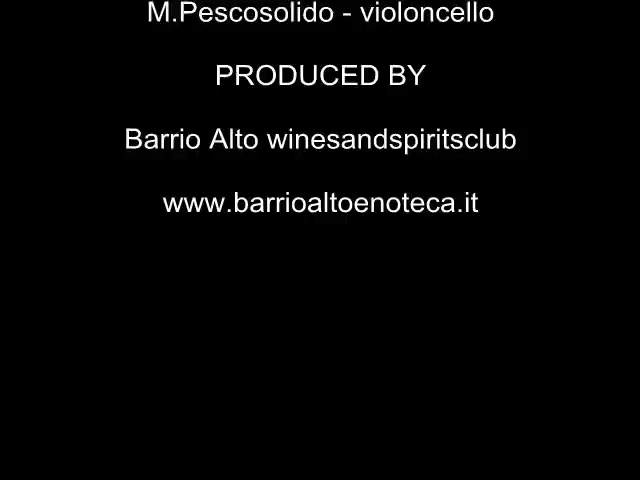 M.Pescosolido - violoncello
PRODUCED BY
Barrio Alto winesandspiritsclub
www.barrioaltoenoteca.it